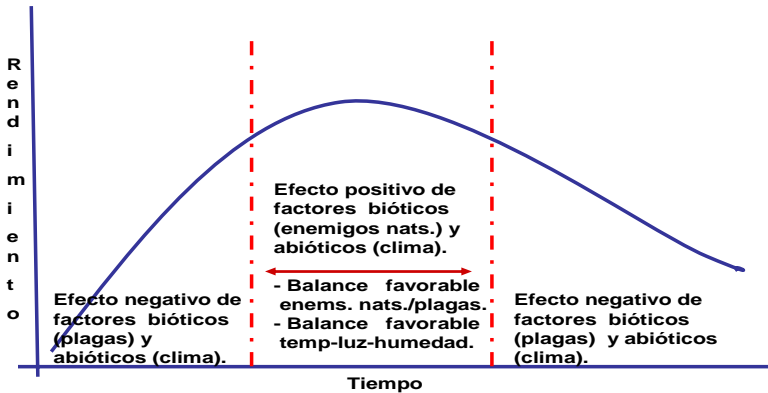 Rendimiento
Efecto positivo de
factores bióticos
(enemigos nats.) y
abióticos (clima).
- Balance favorable
enems. nats./plagas.
- Balance favorable
temp-luz-humedad.
Efecto negativo de
factores bióticos
(plagas) y
abióticos (clima).
Efecto negativo de
factores bióticos
(plagas) y abióticos
(clima).
Tiempo